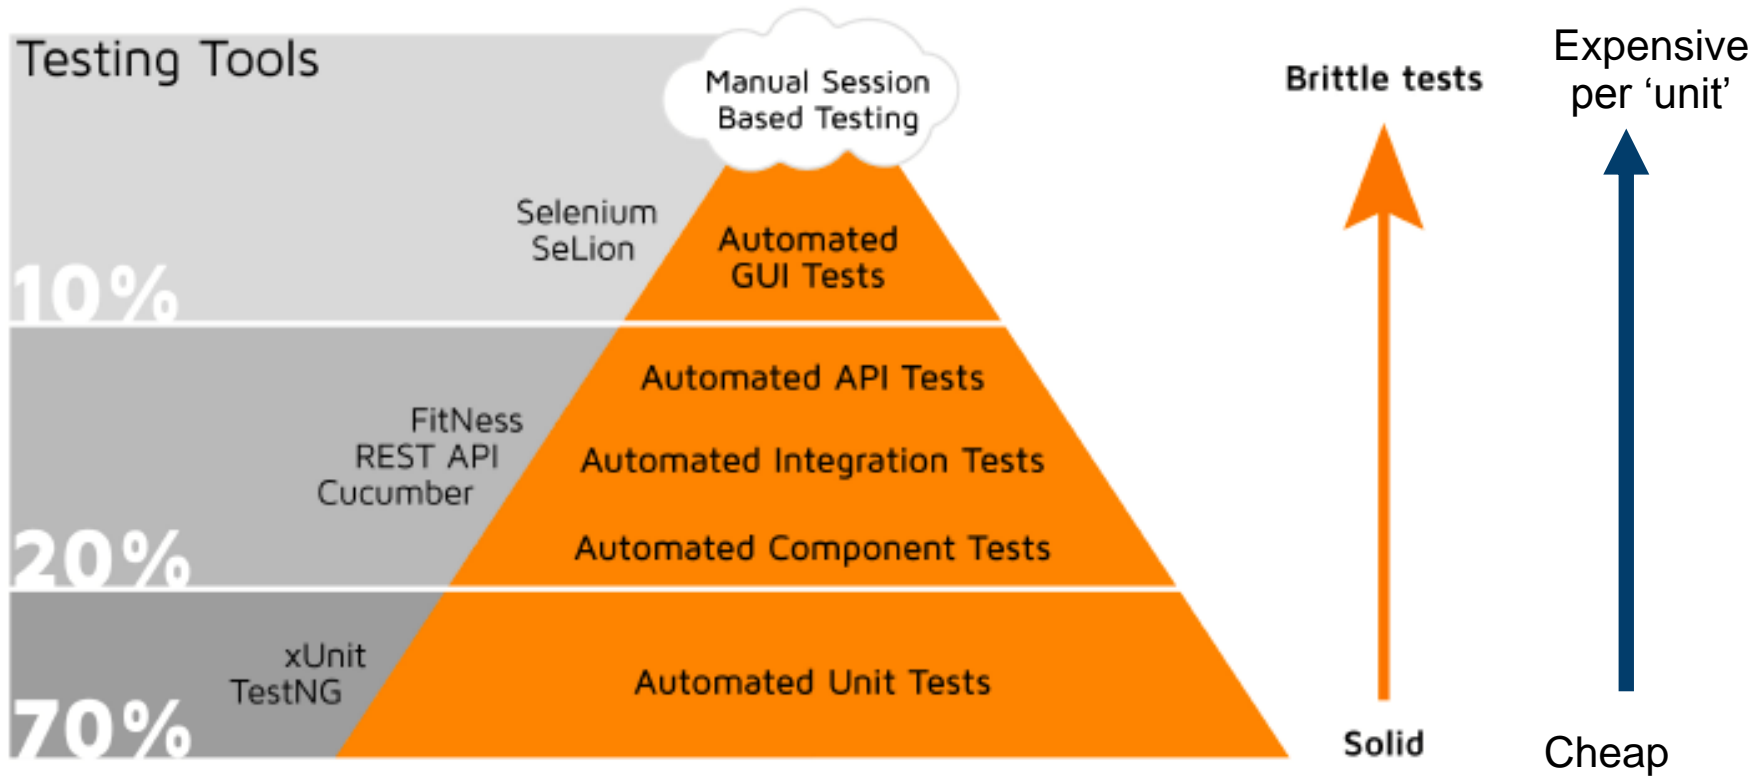 Testing Tools
Manual Session
Based Testing
Brittle tests
Expensive
per ‘unit’
Selenium
SeLion
Automated
GUI Tests
10%
Automated API Tests
FitNess
REST API
Cucumber
Automated Integration Tests
Automated Component Tests
20%
xUnit
TestNG
Automated Unit Tests
70%
Solid
Cheap